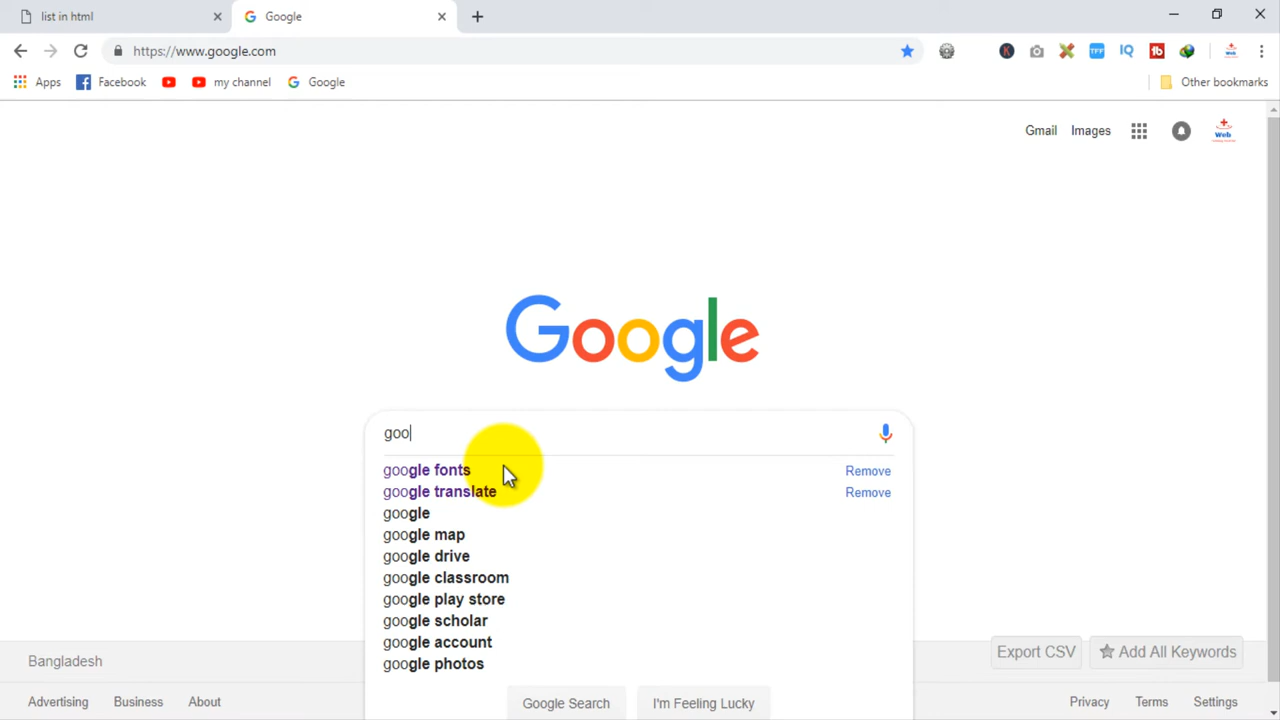 list in html
Google
https://www.google.com
Apps
Facebook
my channel
Google
Other bookmarks
Gmail
Images
Web
Google
goo
google fonts Remove
google translate Remove
google
google map
google drive
google classroom
google play store
google scholar
google account
google photos
Export CSV
Add All Keywords
Bangladesh
Google Search
I'm Feeling Lucky
Advertising
Business
About
Privacy
Terms
Settings